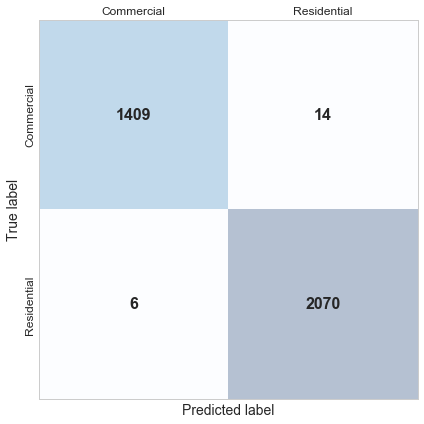 Commercial Residential
Commercial
1409 14
True label
Residential
6 2070
Predicted label